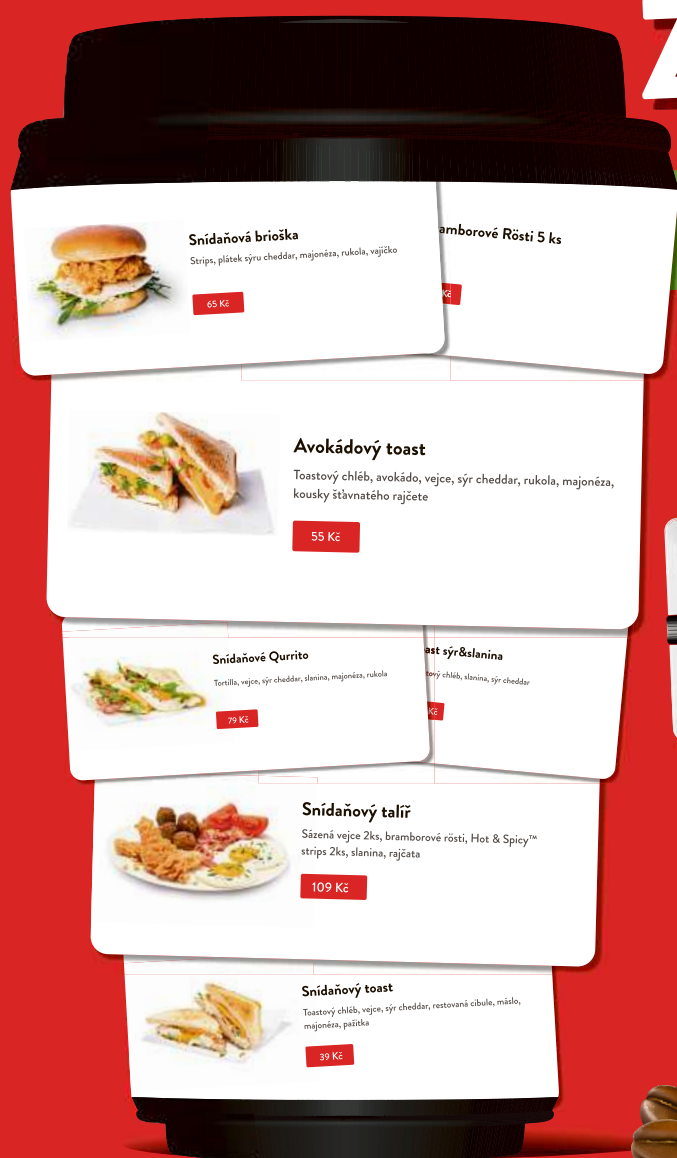 Snídaňová brioška
Strips, plátek sýru cheddar, majonéza, rukola, vajíčko
65 Kč
amborové Rösti 5 ks
Kč
Avokádový toast
Toastový chléb, avokádo, vejce, sýr cheddar, rukola, majonéza,
kousky šťavnatého rajčete
55 Kč
Snídaňové Qurrito
Tortilla, vejce, sýr cheddar, slanina, majonéza, rukola
79 Kč
ast sýr&slanina
tový chléb, slanina, sýr cheddar
Kč
Snídaňový talíř
Sázená vejce 2ks, bramborové rösti, Hot & Spicy™
strips 2ks, slanina, rajčata
109 Kč
Snídaňový toast
Toastový chléb, vejce, sýr cheddar, restovaná cibule, máslo,
majonéza, pažitka
39 Kč